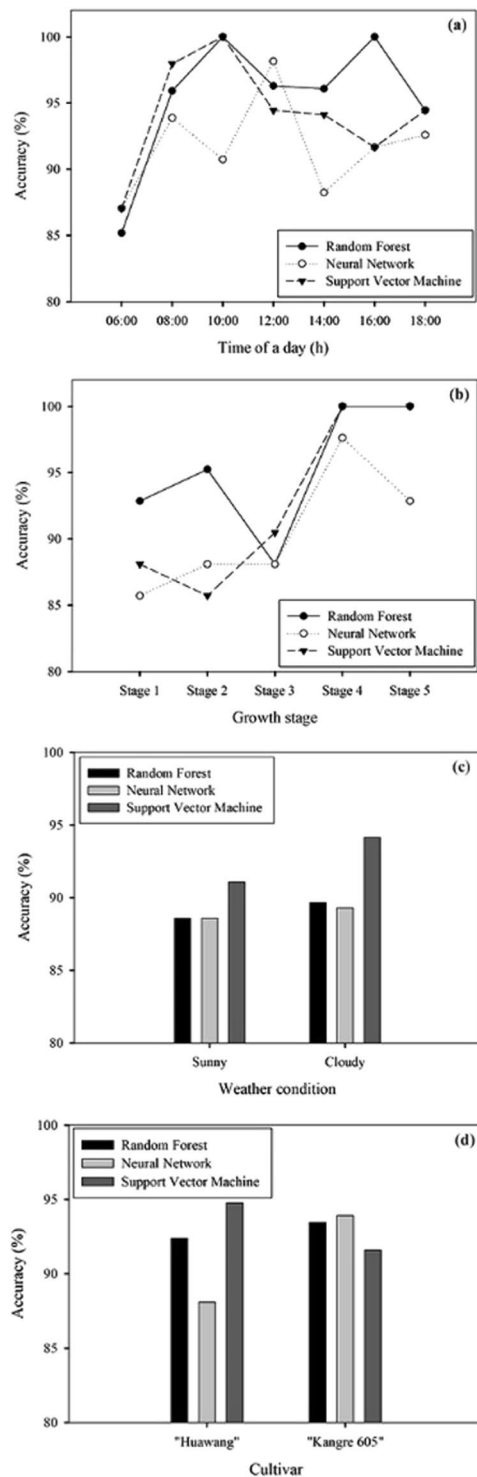 (a)
100
95
90
85
80
Accuracy (%)
Random Forest
Neural Network
Support Vector Machine
06:00 08:00 10:00 12:00 14:00 16:00 18:00
Time of a day (h)
(b)
100
95
90
85
80
Accuracy (%)
Random Forest
Neural Network
Support Vector Machine
Stage 1 Stage 2 Stage 3 Stage 4 Stage 5
Growth stage
(c)
100
95
90
85
80
Accuracy (%)
Random Forest
Neural Network
Support Vector Machine
Sunny Cloudy
Weather condition
(d)
100
95
90
85
80
Accuracy (%)
Random Forest
Neural Network
Support Vector Machine
"Huawang" "Kangre 605"
Cultivar